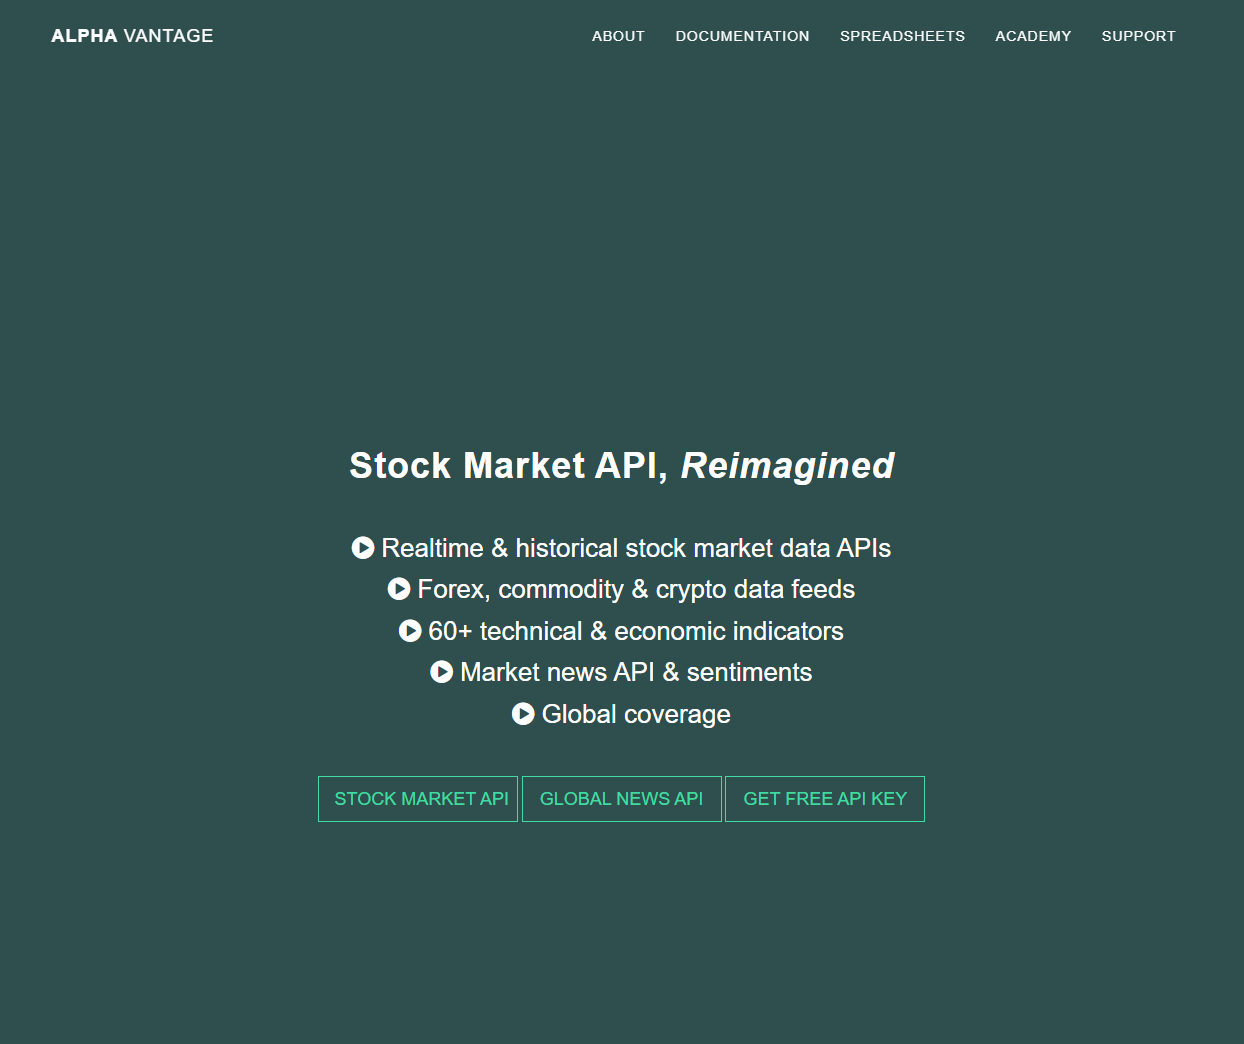 ALPHA VANTAGE
ABOUT DOCUMENTATION SPREADSHEETS ACADEMY SUPPORT
Stock Market API, Reimagined
Realtime & historical stock market data APIs
Forex, commodity & crypto data feeds
60+ technical & economic indicators
Market news API & sentiments
Global coverage
STOCK MARKET API GLOBAL NEWS API GET FREE API KEY